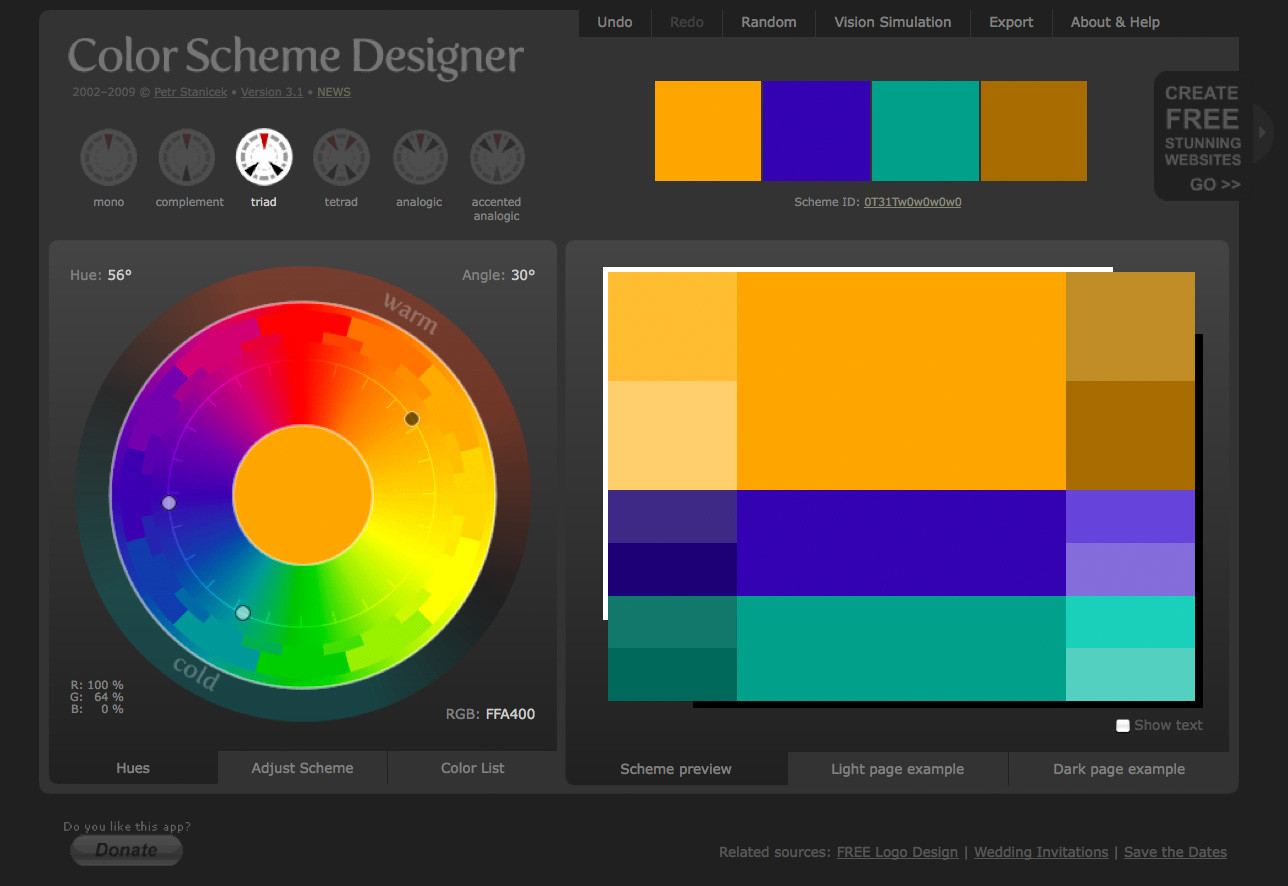 Undo
Redo
Random
Vision Simulation
Export
About & Help
Color Scheme Designer
2002–2009 © Petr Stanicek • Version 3.1 • NEWS
CREATE
FREE
STUNNING
WEBSITES
GO >>
mono
complement
triad
tetrad
analogic
accented
analogic
Scheme ID: 0T31Tw0w0w0w0
Hue: 56°
Angle: 30°
warm
cold
R: 100 %
G: 64 %
B: 0 %
RGB: FFA400
Show text
Hues
Adjust Scheme
Color List
Scheme preview
Light page example
Dark page example
Do you like this app?
Donate
Related sources: FREE Logo Design | Wedding Invitations | Save the Dates